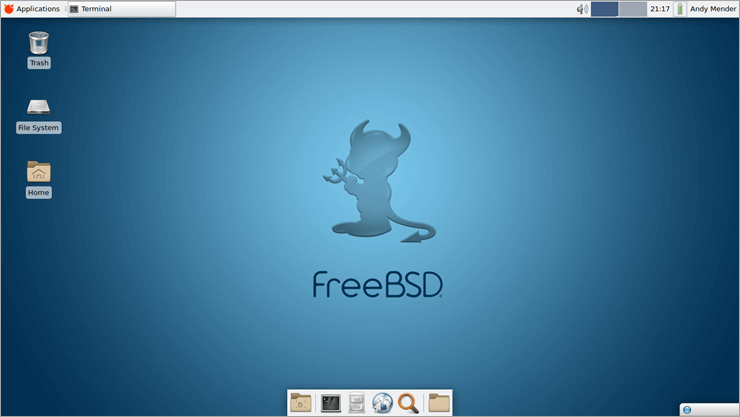 Applications
Terminal
21:17
Andy Mender
Trash
File System
Home
FreeBSD